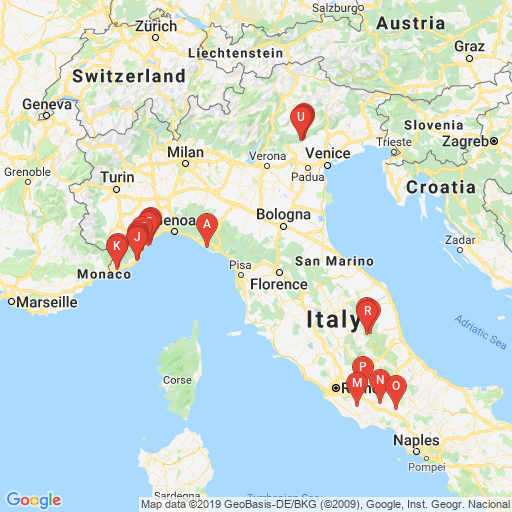 Salzburg
Austria
Zürich
Liechtenstein
Graz
Switzerland
Geneva
Slovenia
Zagreb
Grenoble
Milan
Verona
Venice
Trieste
Padua
Turin
Croatia
U
A
Bologna
J
K
Monaco
Zadar
San Marino
Pisa
Florence
Marseille
Italy
R
Adriatic Sea
Corse
P
M
N
O
Naples
Pompei
Sardegna
Tyrrhenian Sea
Google
Map data ©2019 GeoBasis-DE/BKG (©2009), Google, Inst. Geogr. Nacional